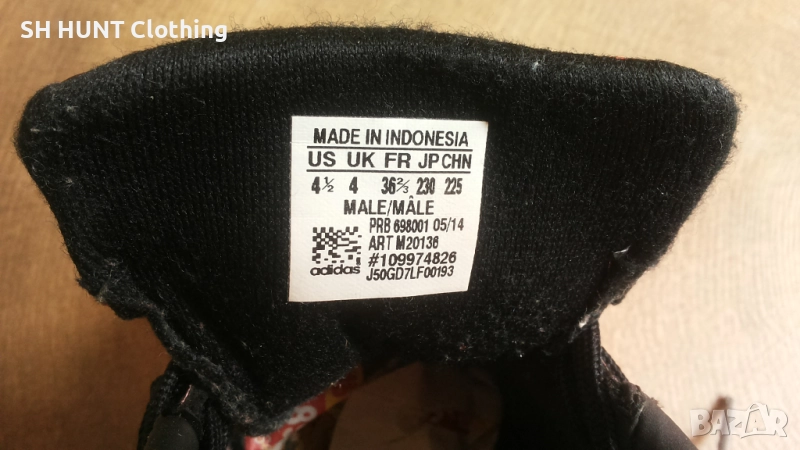 SH HUNT Clothing
MADE IN INDONESIA
US UK FR JP CHN
4½ 4 36⅔ 230 225
MALE/MÂLE
PRB 698001 05/14
ART M20136
#109974826
adidas J50GD7LF00193
BAZAR